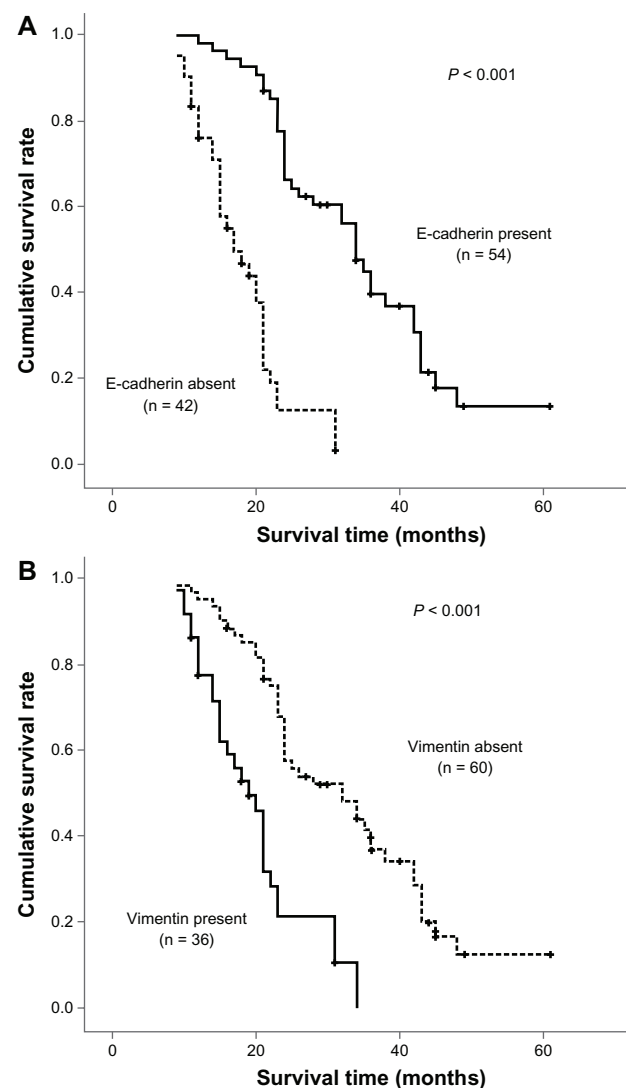 A
1.0
0.8
0.6
0.4
0.2
0.0
Cumulative survival rate
P < 0.001
E-cadherin present
(n = 54)
E-cadherin absent
(n = 42)
0 20 40 60
Survival time (months)
B
1.0
0.8
0.6
0.4
0.2
0.0
Cumulative survival rate
P < 0.001
Vimentin absent
(n = 60)
Vimentin present
(n = 36)
0 20 40 60
Survival time (months)